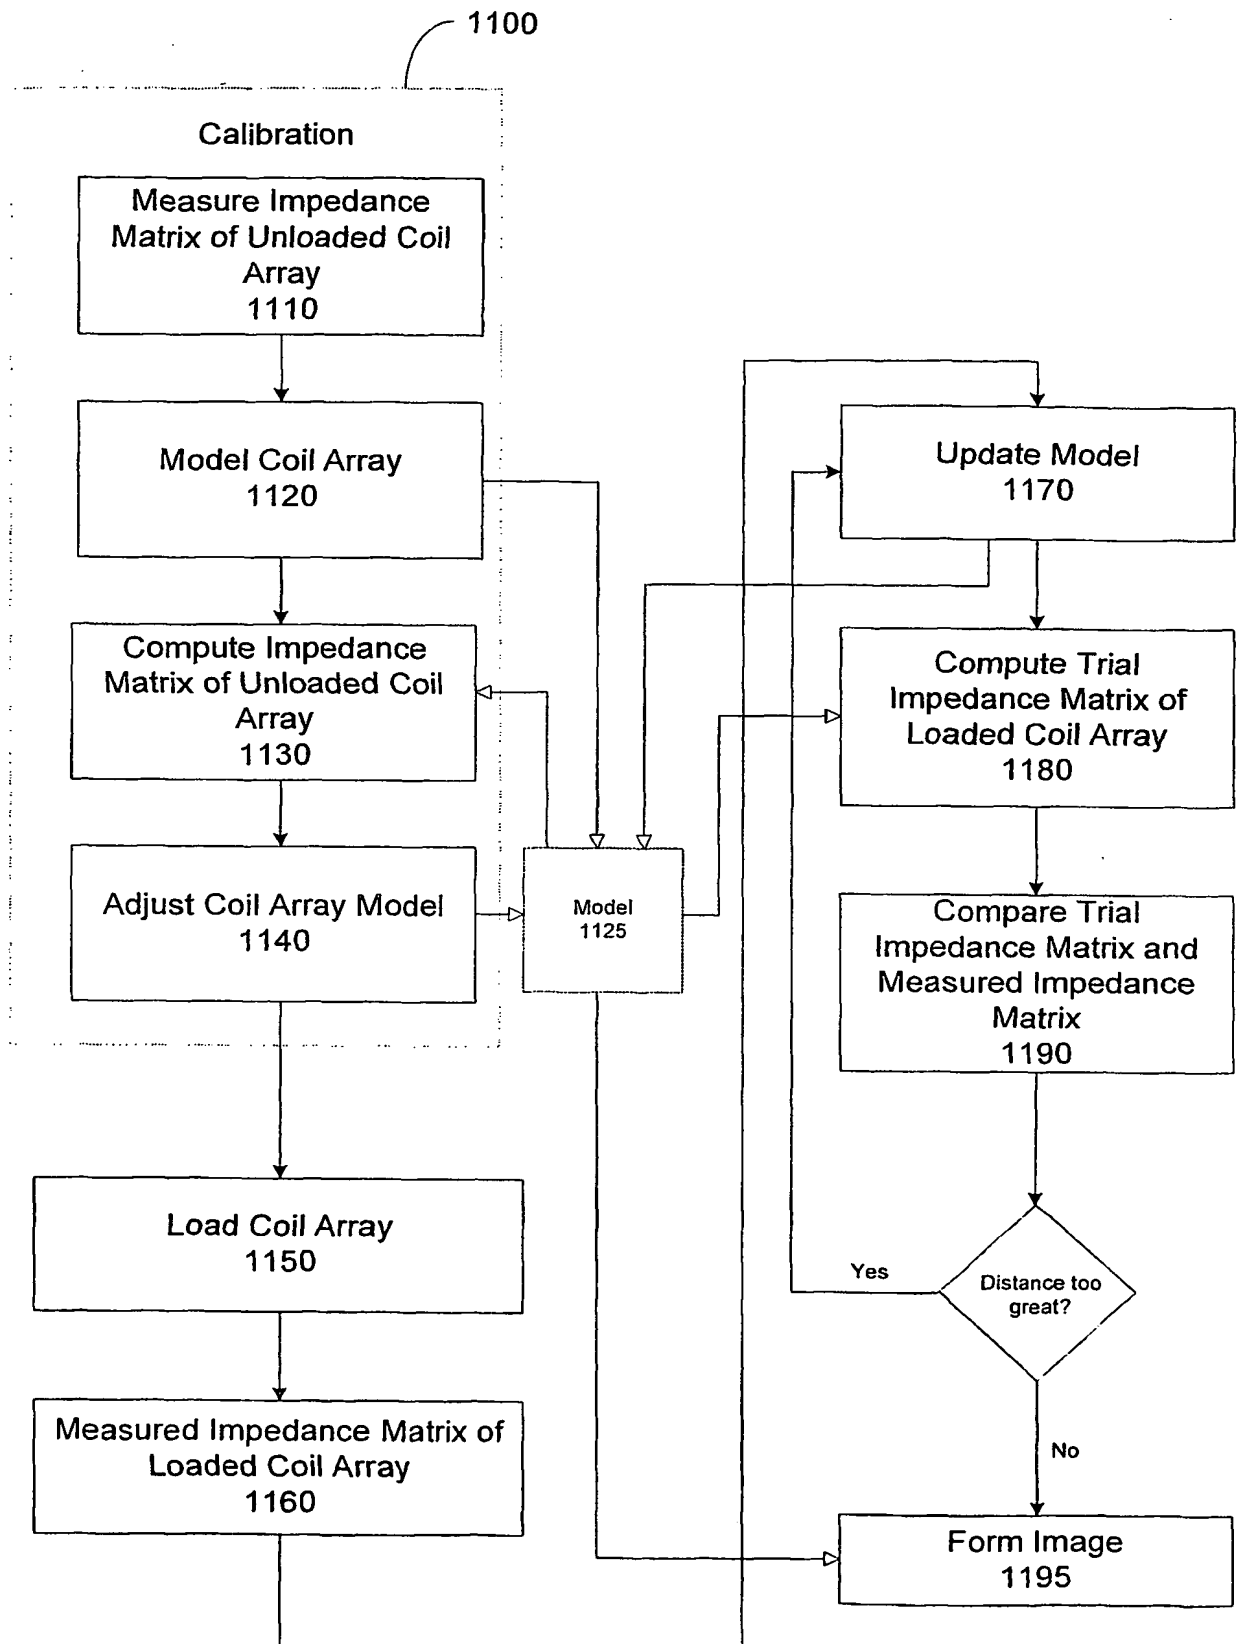 1100
Calibration
Measure Impedance
Matrix of Unloaded Coil
Array
1110
Model Coil Array
1120
Compute Impedance
Matrix of Unloaded Coil
Array
1130
Adjust Coil Array Model
1140
Model
1125
Load Coil Array
1150
Measured Impedance Matrix of
Loaded Coil Array
1160
Update Model
1170
Compute Trial
Impedance Matrix of
Loaded Coil Array
1180
Compare Trial
Impedance Matrix and
Measured Impedance
Matrix
1190
Yes
Distance too
great?
No
Form Image
1195